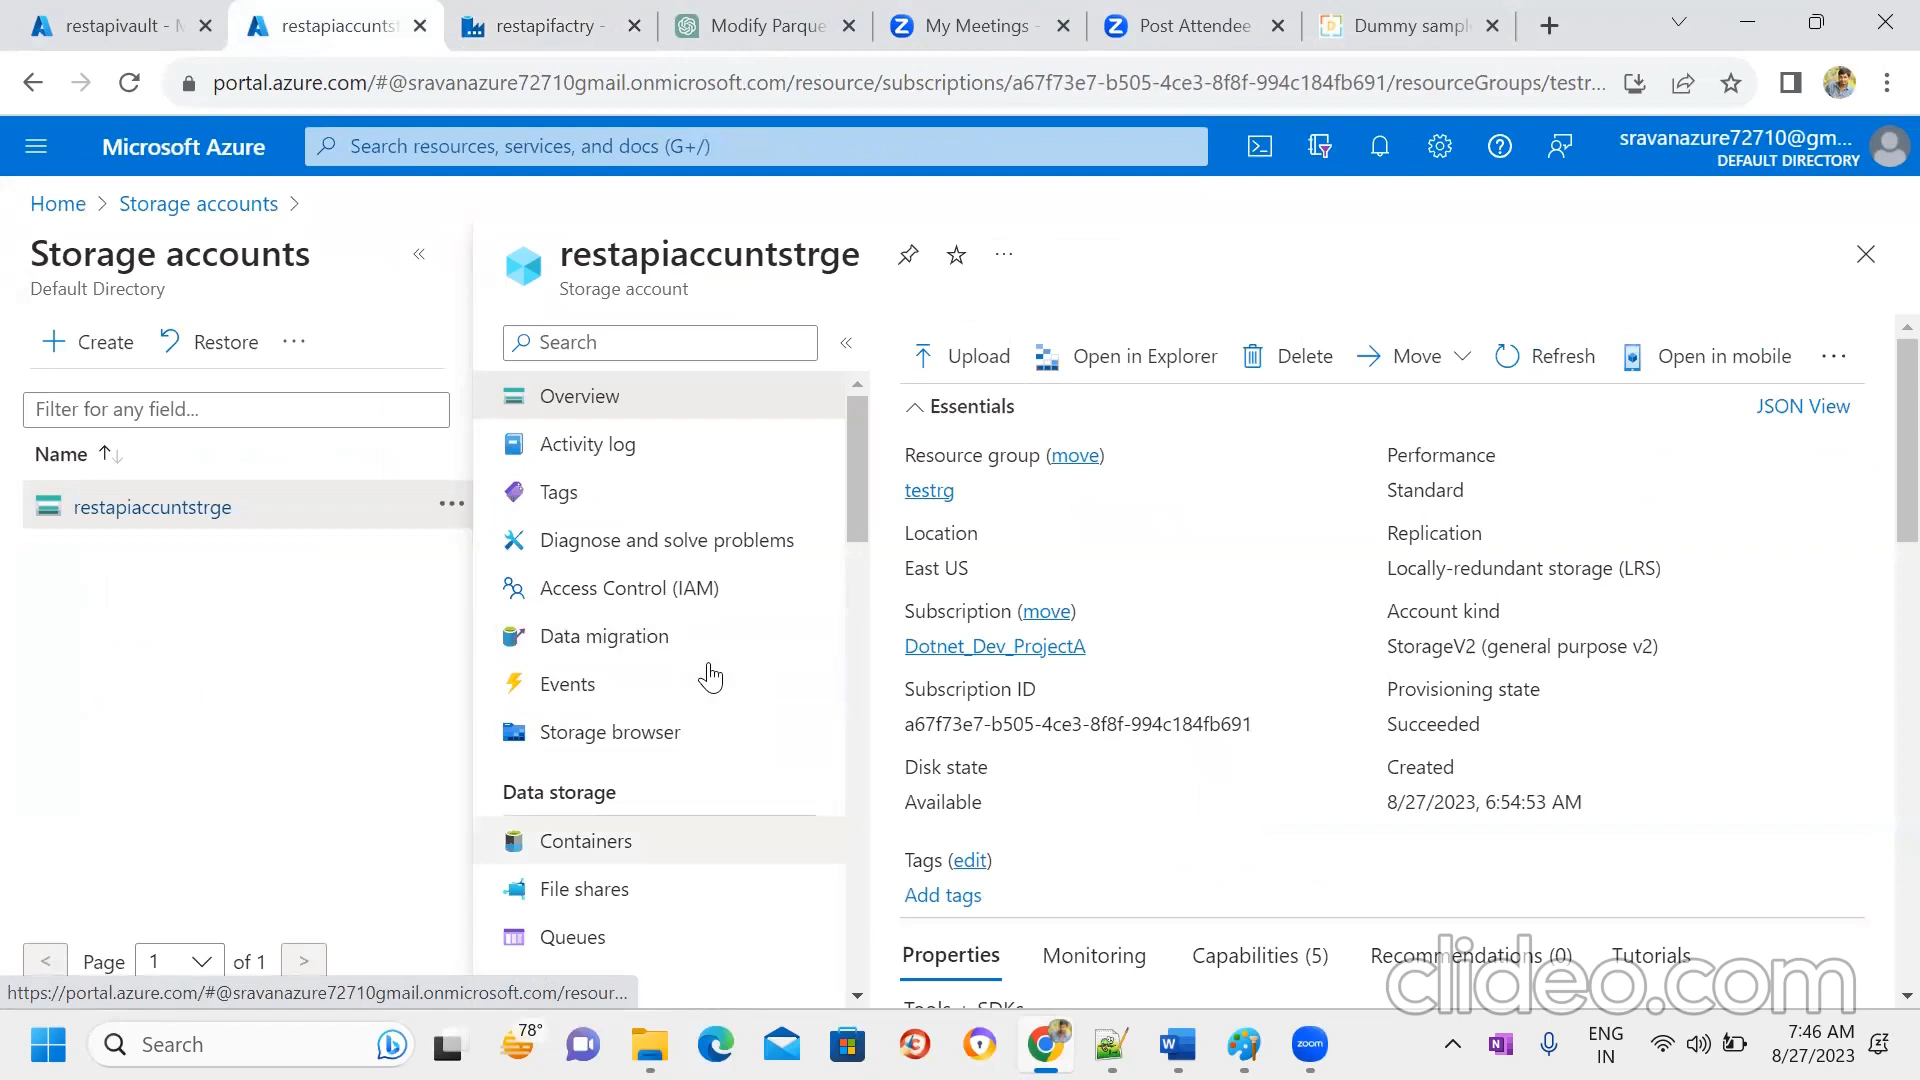 restapivault - M
restapiaccuntst
restapifactry -
Modify Parque
My Meetings -
Post Attendee
Dummy sampl
portal.azure.com/#@sravanazure72710gmail.onmicrosoft.com/resource/subscriptions/a67f73e7-b505-4ce3-8f8f-994c184fb691/resourceGroups/testr...
Microsoft Azure
Search resources, services, and docs (G+/)
sravanazure72710@gm...
DEFAULT DIRECTORY
Home > Storage accounts >
Storage accounts
Default Directory
Create
Restore
Filter for any field...
Name
restapiaccuntstrge
Page 1 of 1
https://portal.azure.com/#@sravanazure72710gmail.onmicrosoft.com/resour...
restapiaccuntstrge
Storage account
Search
Overview
Activity log
Tags
Diagnose and solve problems
Access Control (IAM)
Data migration
Events
Storage browser
Data storage
Containers
File shares
Queues
Upload
Open in Explorer
Delete
Move
Refresh
Open in mobile
Essentials
JSON View
Resource group (move)
testrg
Location
East US
Subscription (move)
Dotnet_Dev_ProjectA
Subscription ID
a67f73e7-b505-4ce3-8f8f-994c184fb691
Disk state
Available
Performance
Standard
Replication
Locally-redundant storage (LRS)
Account kind
StorageV2 (general purpose v2)
Provisioning state
Succeeded
Created
8/27/2023, 6:54:53 AM
Tags (edit)
Add tags
Properties
Monitoring
Capabilities (5)
Recommendations (0)
Tutorials
Tools + SDKs
clideo.com
Search
78°
zoom
ENG
IN
7:46 AM
8/27/2023